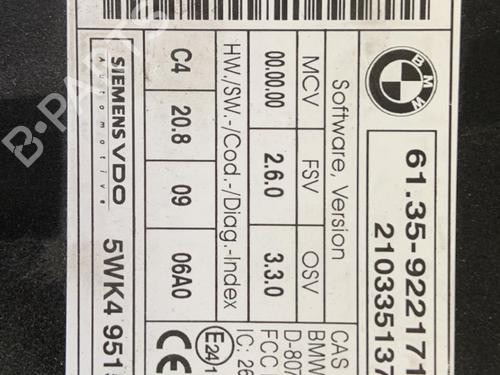 BMW
61.35-922171
210335137
Software, Version
MCV FSV OSV
00.00.00 2.6.0 3.3.0
HW./SW.-/Cod.-/Diag.-Index
C4 20.8 09 06A0
SIEMENS VDO
Automotive
5WK4 951
CAS
BMW
D-807
FCC
IC: 26
E24
CE
B-PARTS